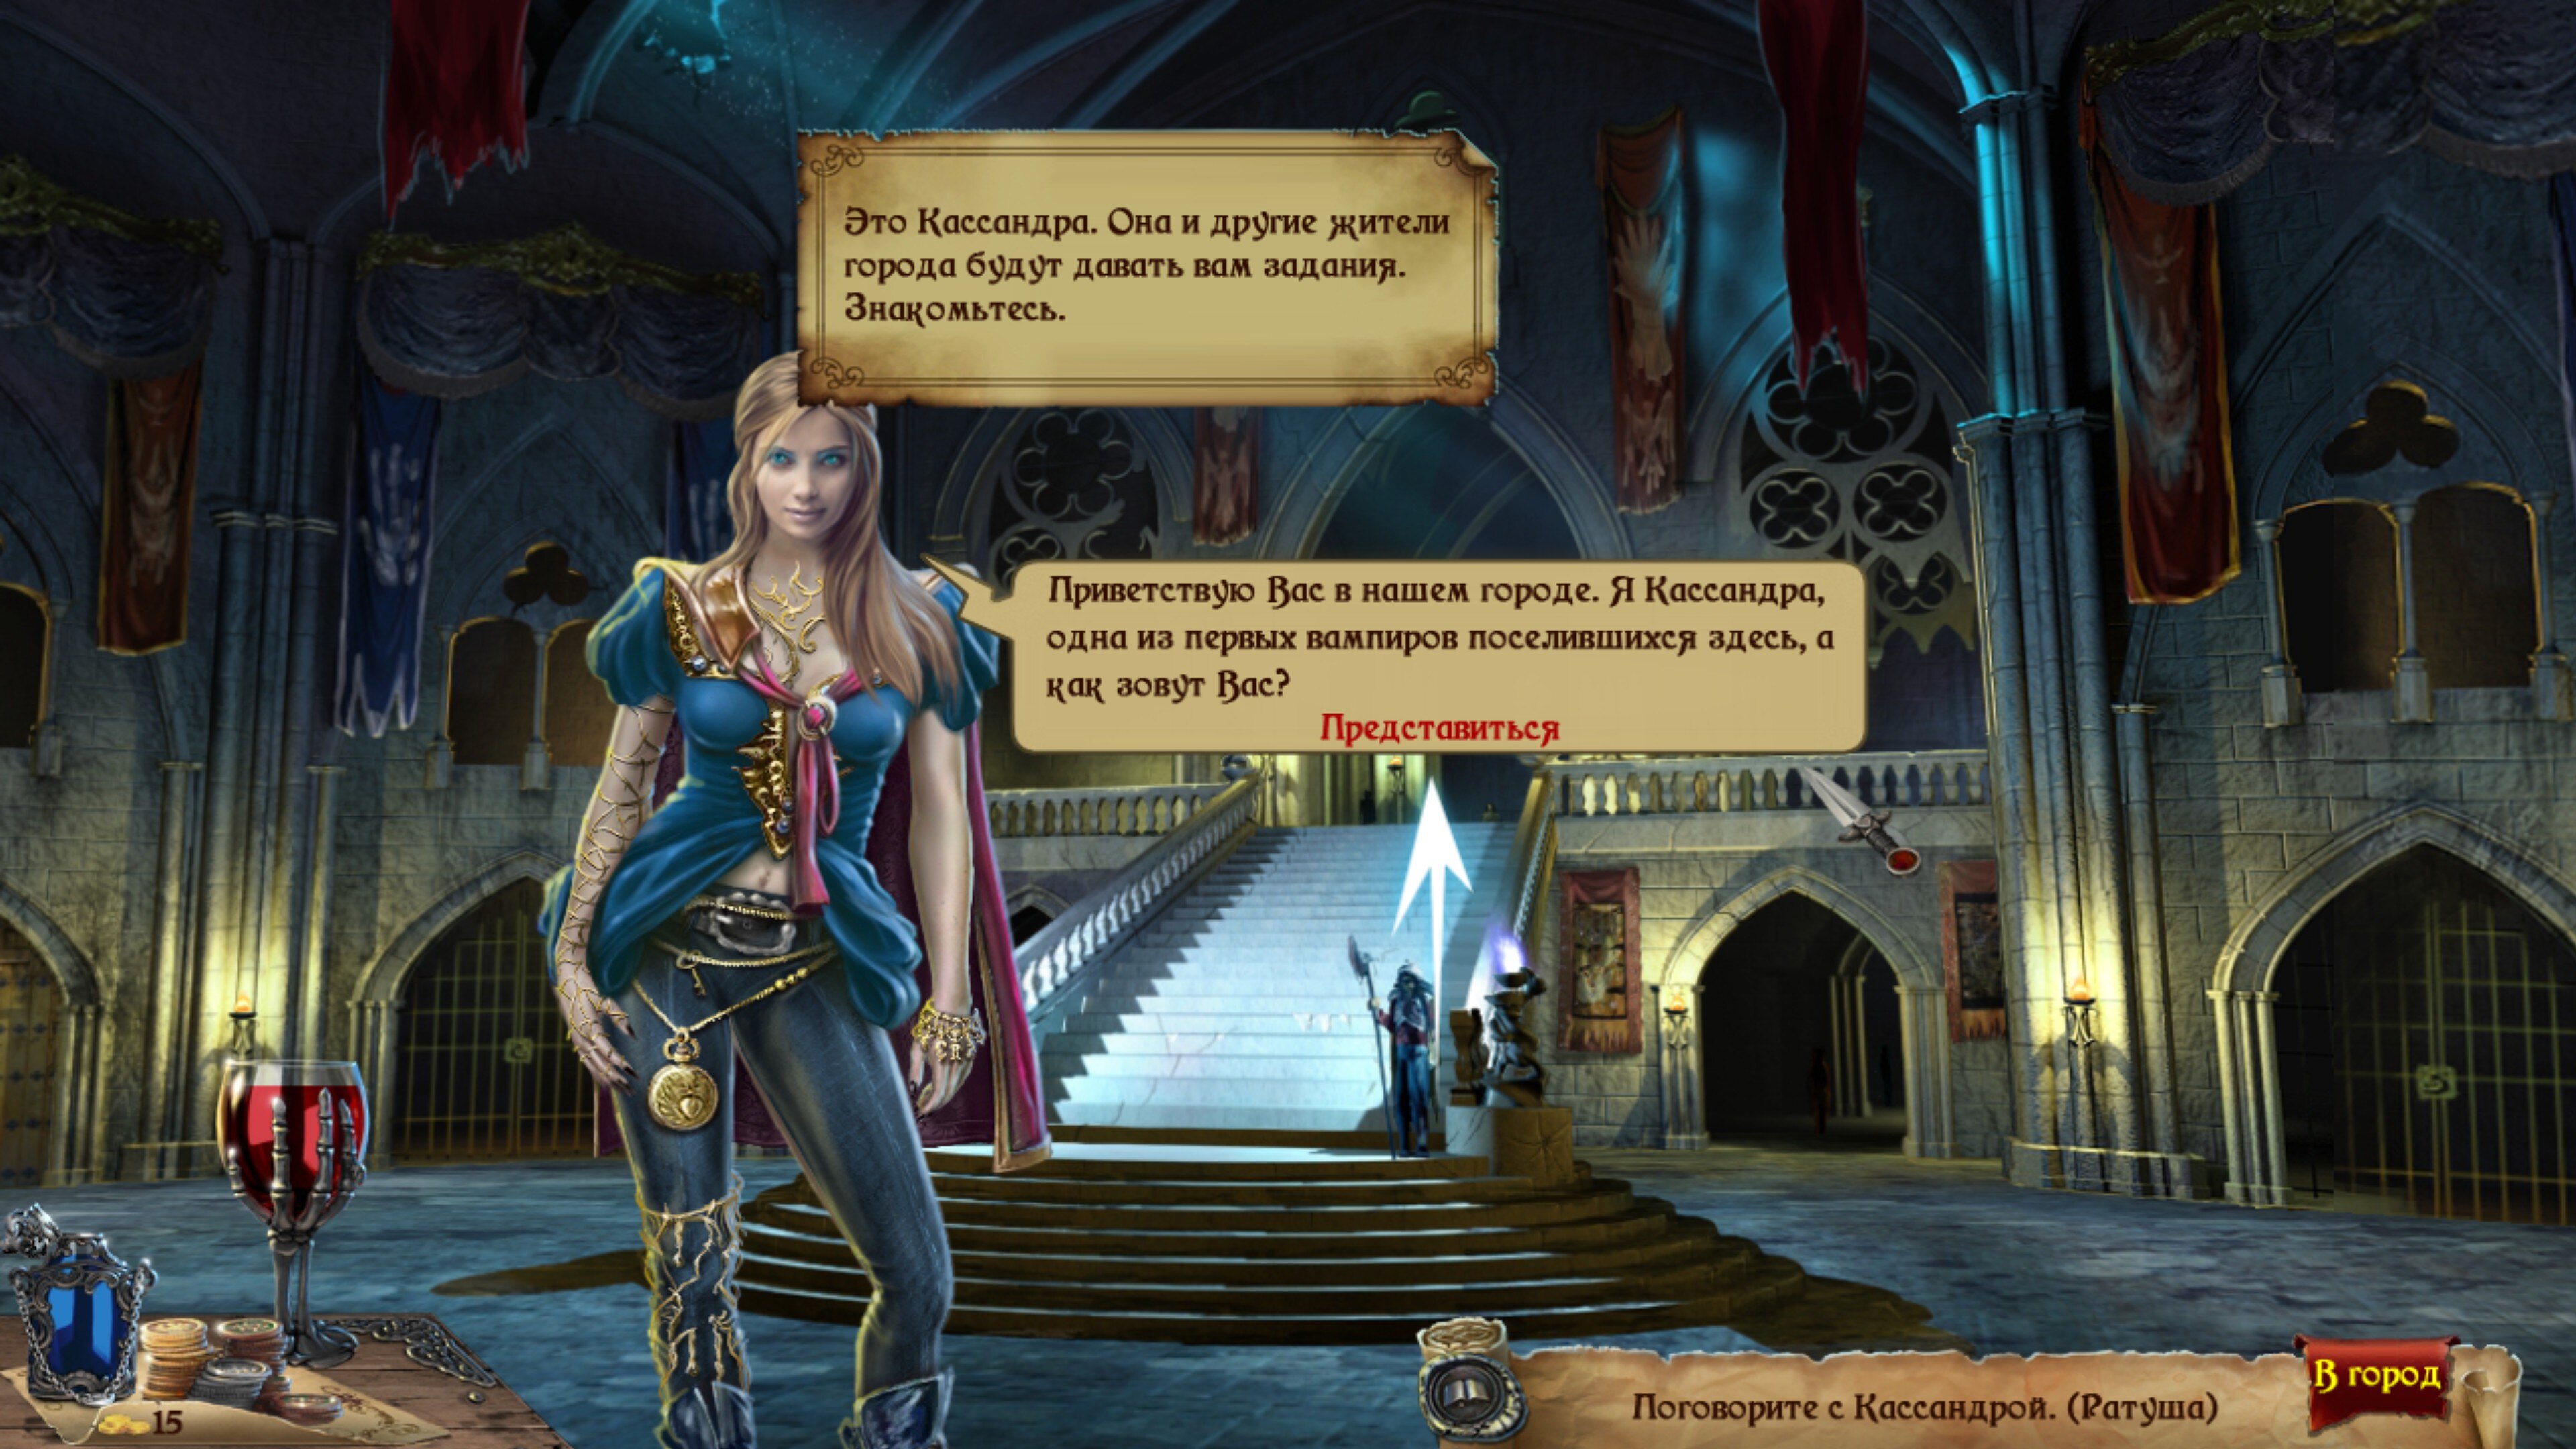 Это Кассандра. Она и другие жители
города будут давать вам задания.
Знакомьтесь.
Приветствую Вас в нашем городе. Я Кассандра,
одна из первых вампиров поселившихся здесь, а
как зовут Вас?
Представиться
15
Поговорите с Кассандрой. (Ратуша)
В город